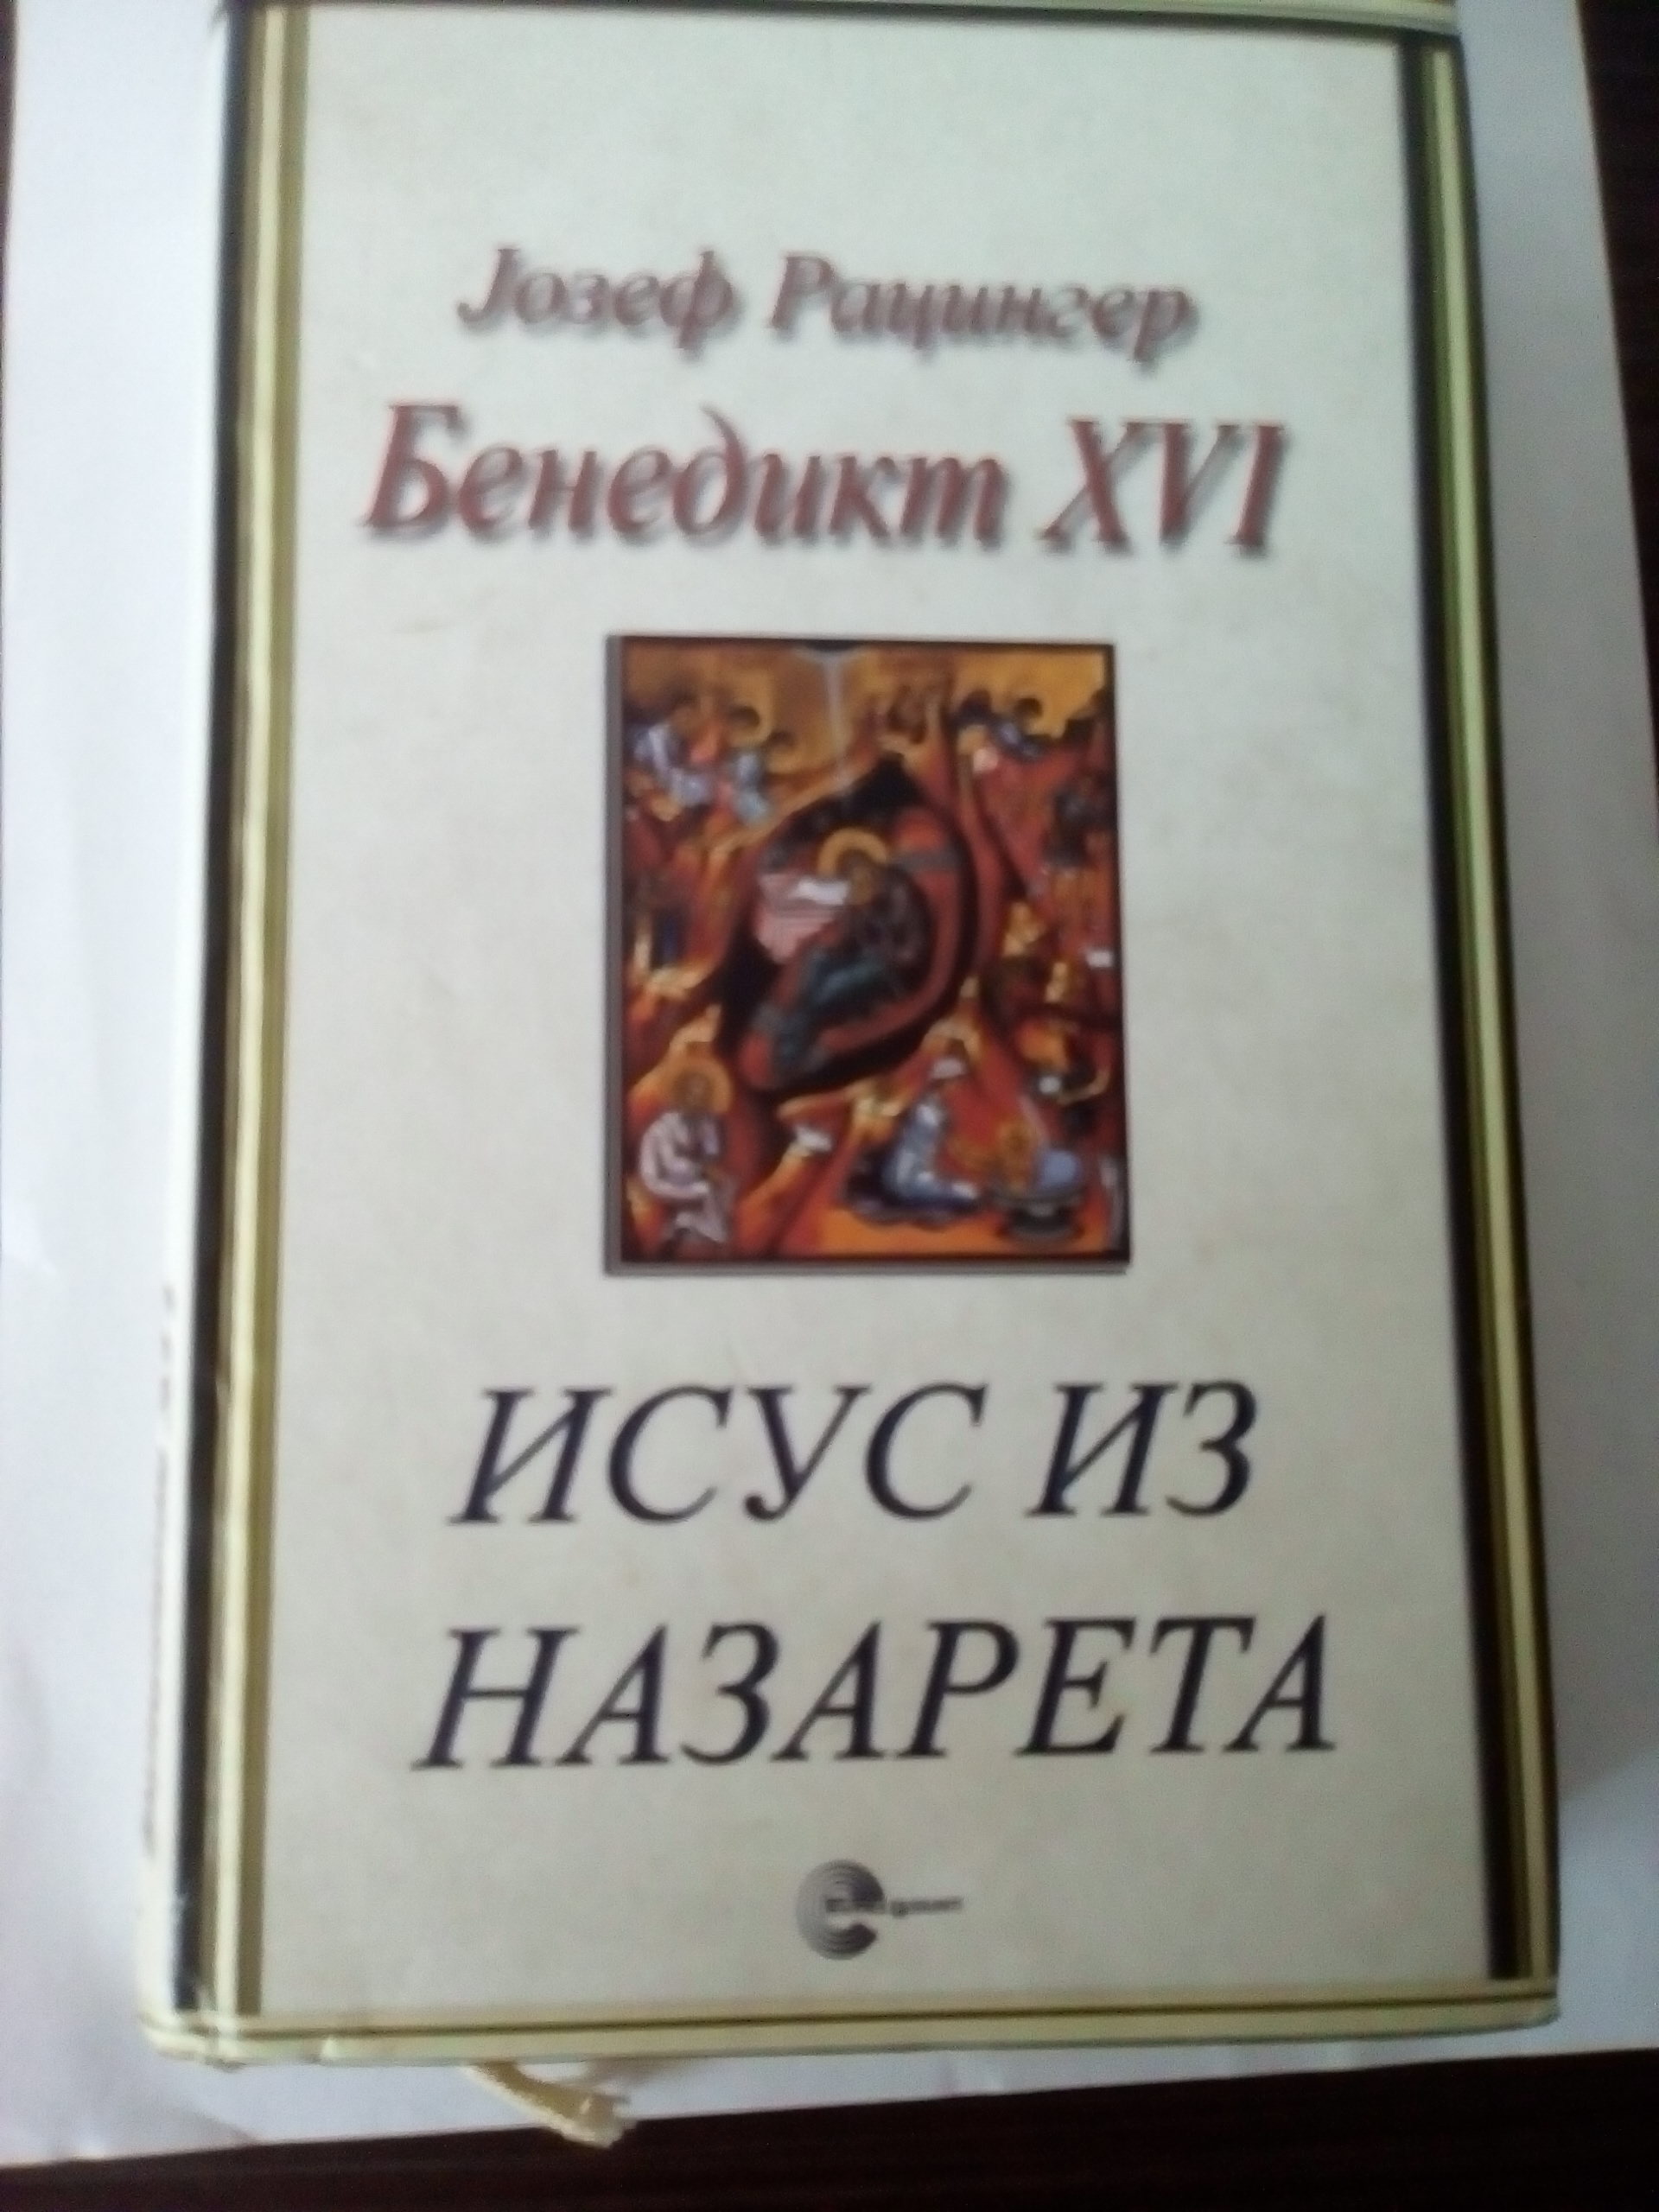 Јозеф Рацингер
Бенедикт XVI
ИСУС ИЗ
НАЗАРЕТА